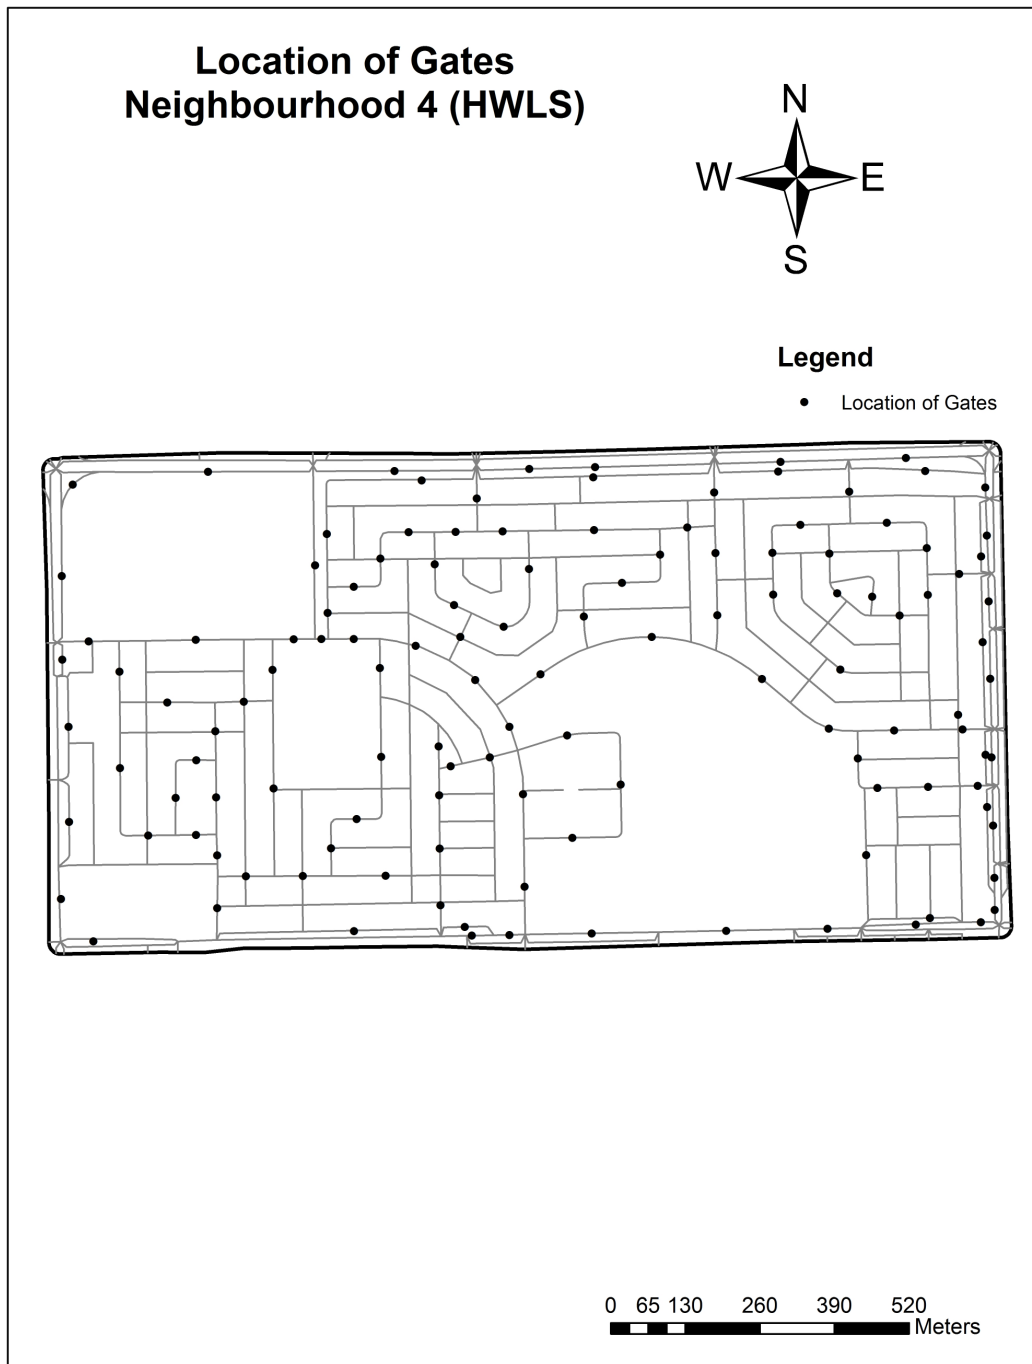 Location of Gates
Neighbourhood 4 (HWLS)
N
W E
S
Legend
Location of Gates
0 65 130 260 390 520
Meters